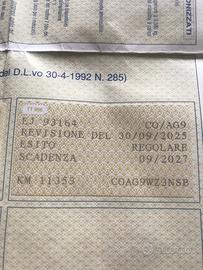 ORIZZATI
del D.L.vo 30-4-1992 N. 285)
EJ 93164 CO/AG9
REVISIONE DEL 30/09/2025
ESITO REGOLARE
SCADENZA 09/2027
KM 11353 COAG9WZ3NSB